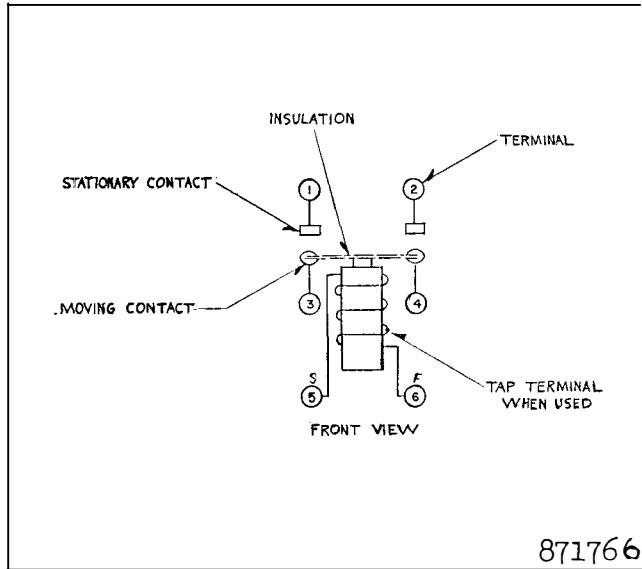 INSULATION
TERMINAL
STATIONARY CONTACT
1
2
MOVING CONTACT
3
4
S
F
5
6
TAP TERMINAL
WHEN USED
FRONT VIEW
871766